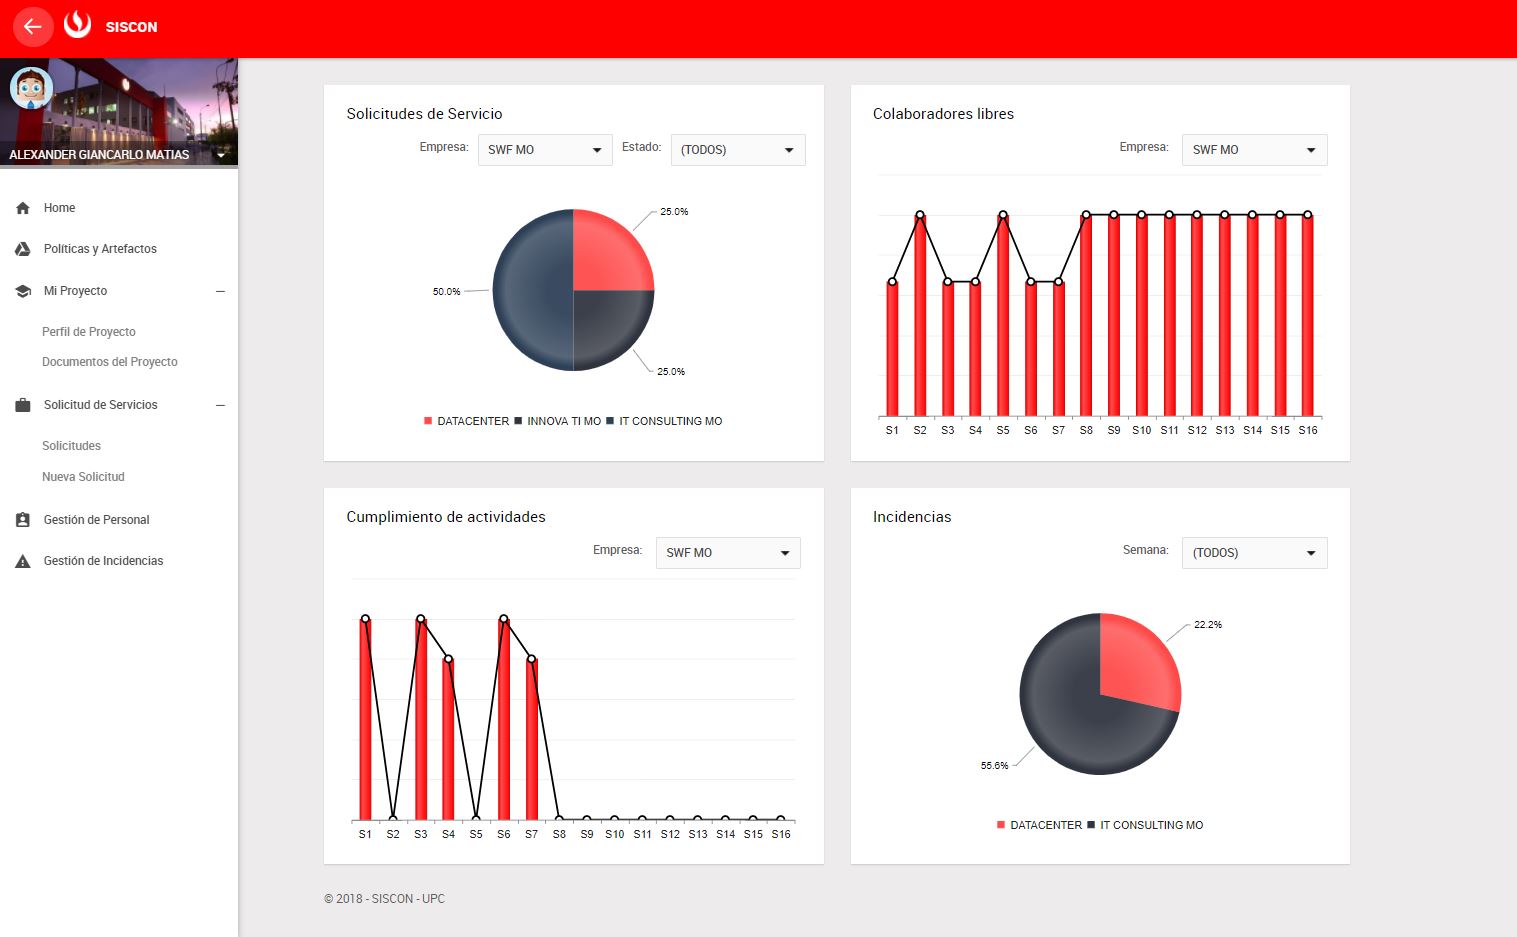 SISCON
ALEXANDER GIANCARLO MATIAS
Home
Políticas y Artefactos
Mi Proyecto
Perfil de Proyecto
Documentos del Proyecto
Solicitud de Servicios
Solicitudes
Nueva Solicitud
Gestión de Personal
Gestión de Incidencias
Solicitudes de Servicio
Empresa: SWF MO Estado: (TODOS)
25.0%
50.0%
25.0%
DATACENTER INNOVA TI MO IT CONSULTING MO
Colaboradores libres
Empresa: SWF MO
S1 S2 S3 S4 S5 S6 S7 S8 S9 S10 S11 S12 S13 S14 S15 S16
Cumplimiento de actividades
Empresa: SWF MO
S1 S2 S3 S4 S5 S6 S7 S8 S9 S10 S11 S12 S13 S14 S15 S16
Incidencias
Semana: (TODOS)
22.2%
55.6%
DATACENTER IT CONSULTING MO
© 2018 - SISCON - UPC